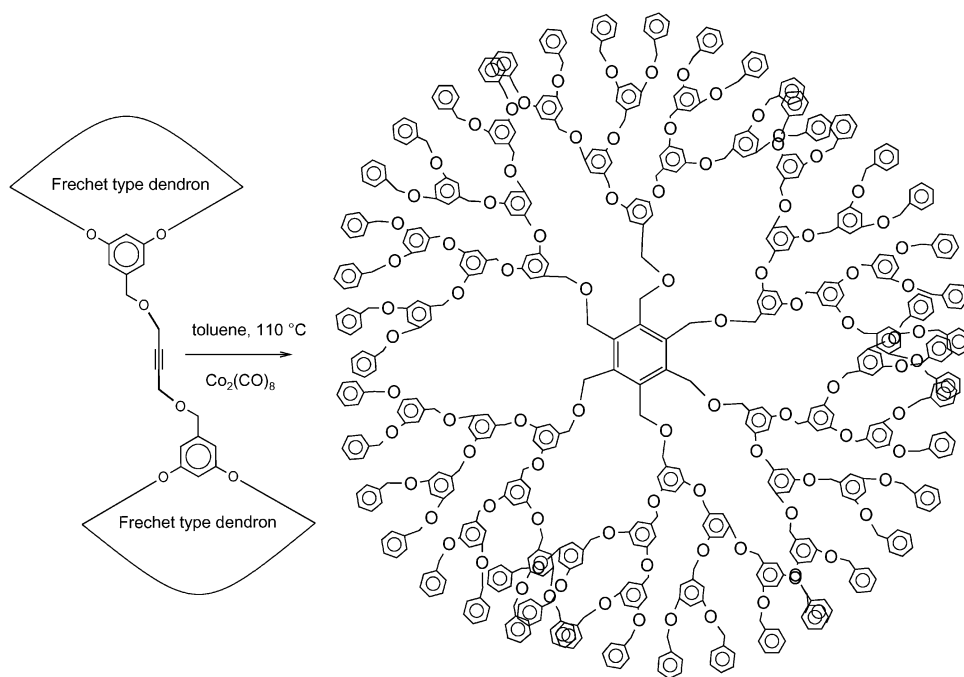 Frechet type dendron
O O
O
toluene, 110 °C
Co₂(CO)₈
O
O O
Frechet type dendron